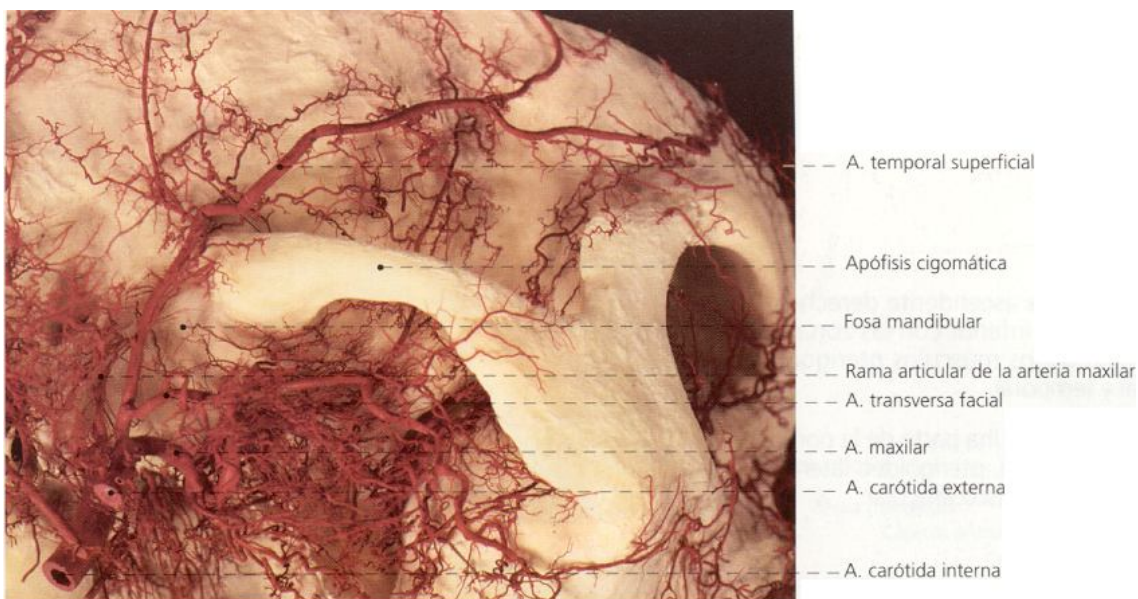 A. temporal superficial
Apófisis cigomática
Fosa mandibular
Rama articular de la arteria maxilar
A. transversa facial
A. maxilar
A. carótida externa
A. carótida interna